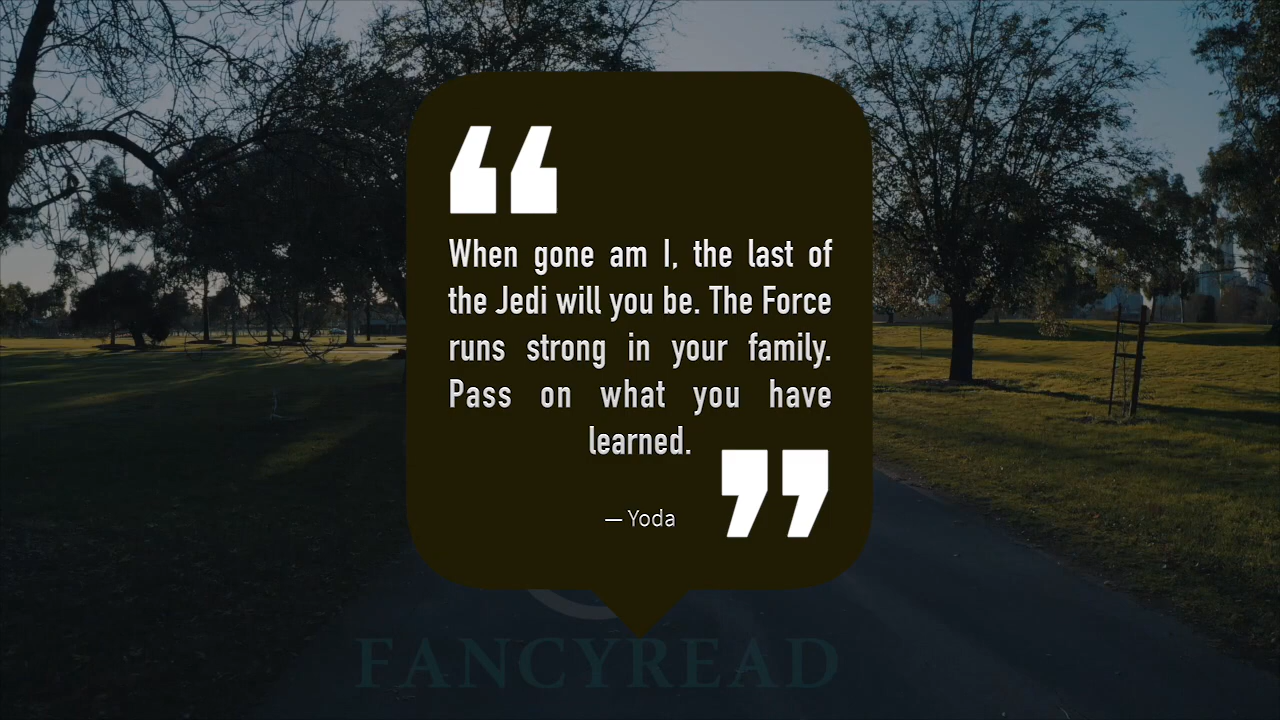 When gone am I, the last of
the Jedi will you be. The Force
runs strong in your family.
Pass on what you have
learned.
— Yoda
FANCYREAD